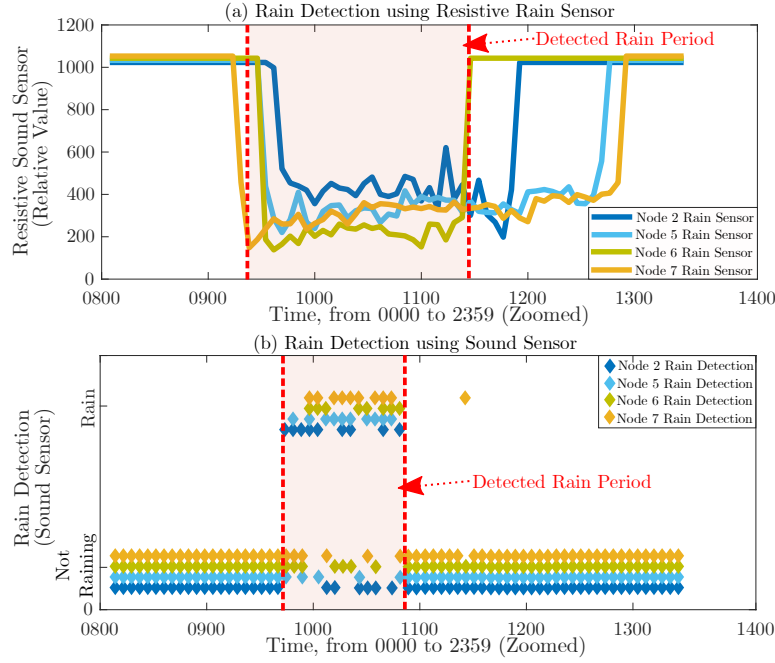 (a) Rain Detection using Resistive Rain Sensor
Detected Rain Period
Resistive Sound Sensor
(Relative Value)
1200
1000
800
600
400
200
0
Node 2 Rain Sensor
Node 5 Rain Sensor
Node 6 Rain Sensor
Node 7 Rain Sensor
0800
0900
1000
1100
1200
1300
1400
Time, from 0000 to 2359 (Zoomed)
(b) Rain Detection using Sound Sensor
Rain Detection
(Sound Sensor)
Rain
Not
Raining
0
Node 2 Rain Detection
Node 5 Rain Detection
Node 6 Rain Detection
Node 7 Rain Detection
Detected Rain Period
0800
0900
1000
1100
1200
1300
1400
Time, from 0000 to 2359 (Zoomed)